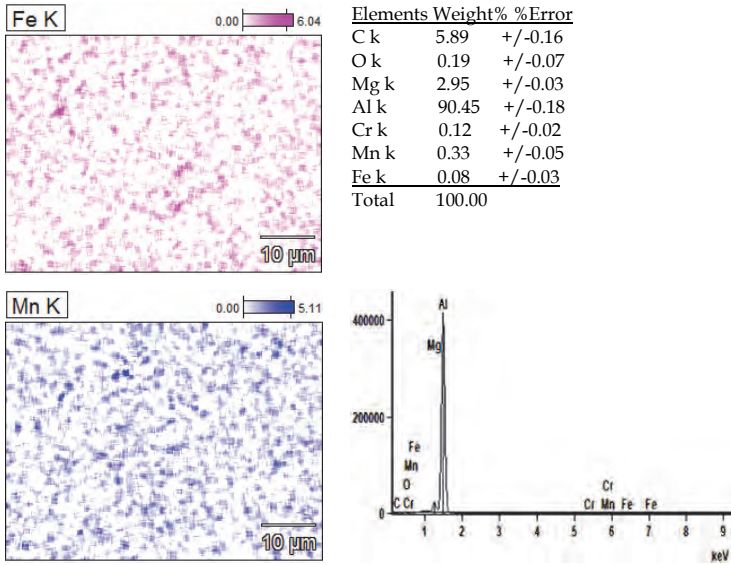 Fe K
0.00 6.04
10 µm
Elements Weight% %Error
C k 5.89 +/-0.16
O k 0.19 +/-0.07
Mg k 2.95 +/-0.03
Al k 90.45 +/-0.18
Cr k 0.12 +/-0.02
Mn k 0.33 +/-0.05
Fe k 0.08 +/-0.03
Total 100.00
Mn K
0.00 5.11
10 µm
Al
400000
Mg
200000
Fe
Mn
O Cr
0 C Cr Cr Mn Fe Fe
1 2 3 4 5 6 7 8 9
keV